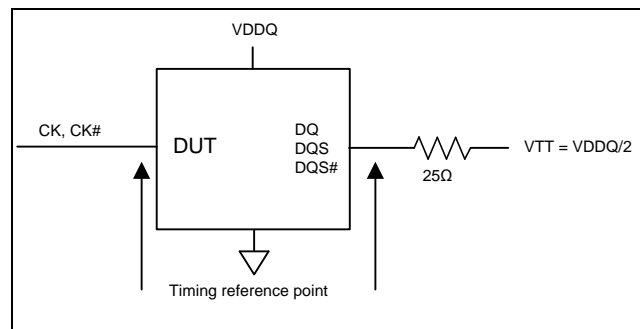 VDDQ
CK, CK#
DUT
DQ
DQS
DQS#
VTT = VDDQ/2
25Ω
Timing reference point